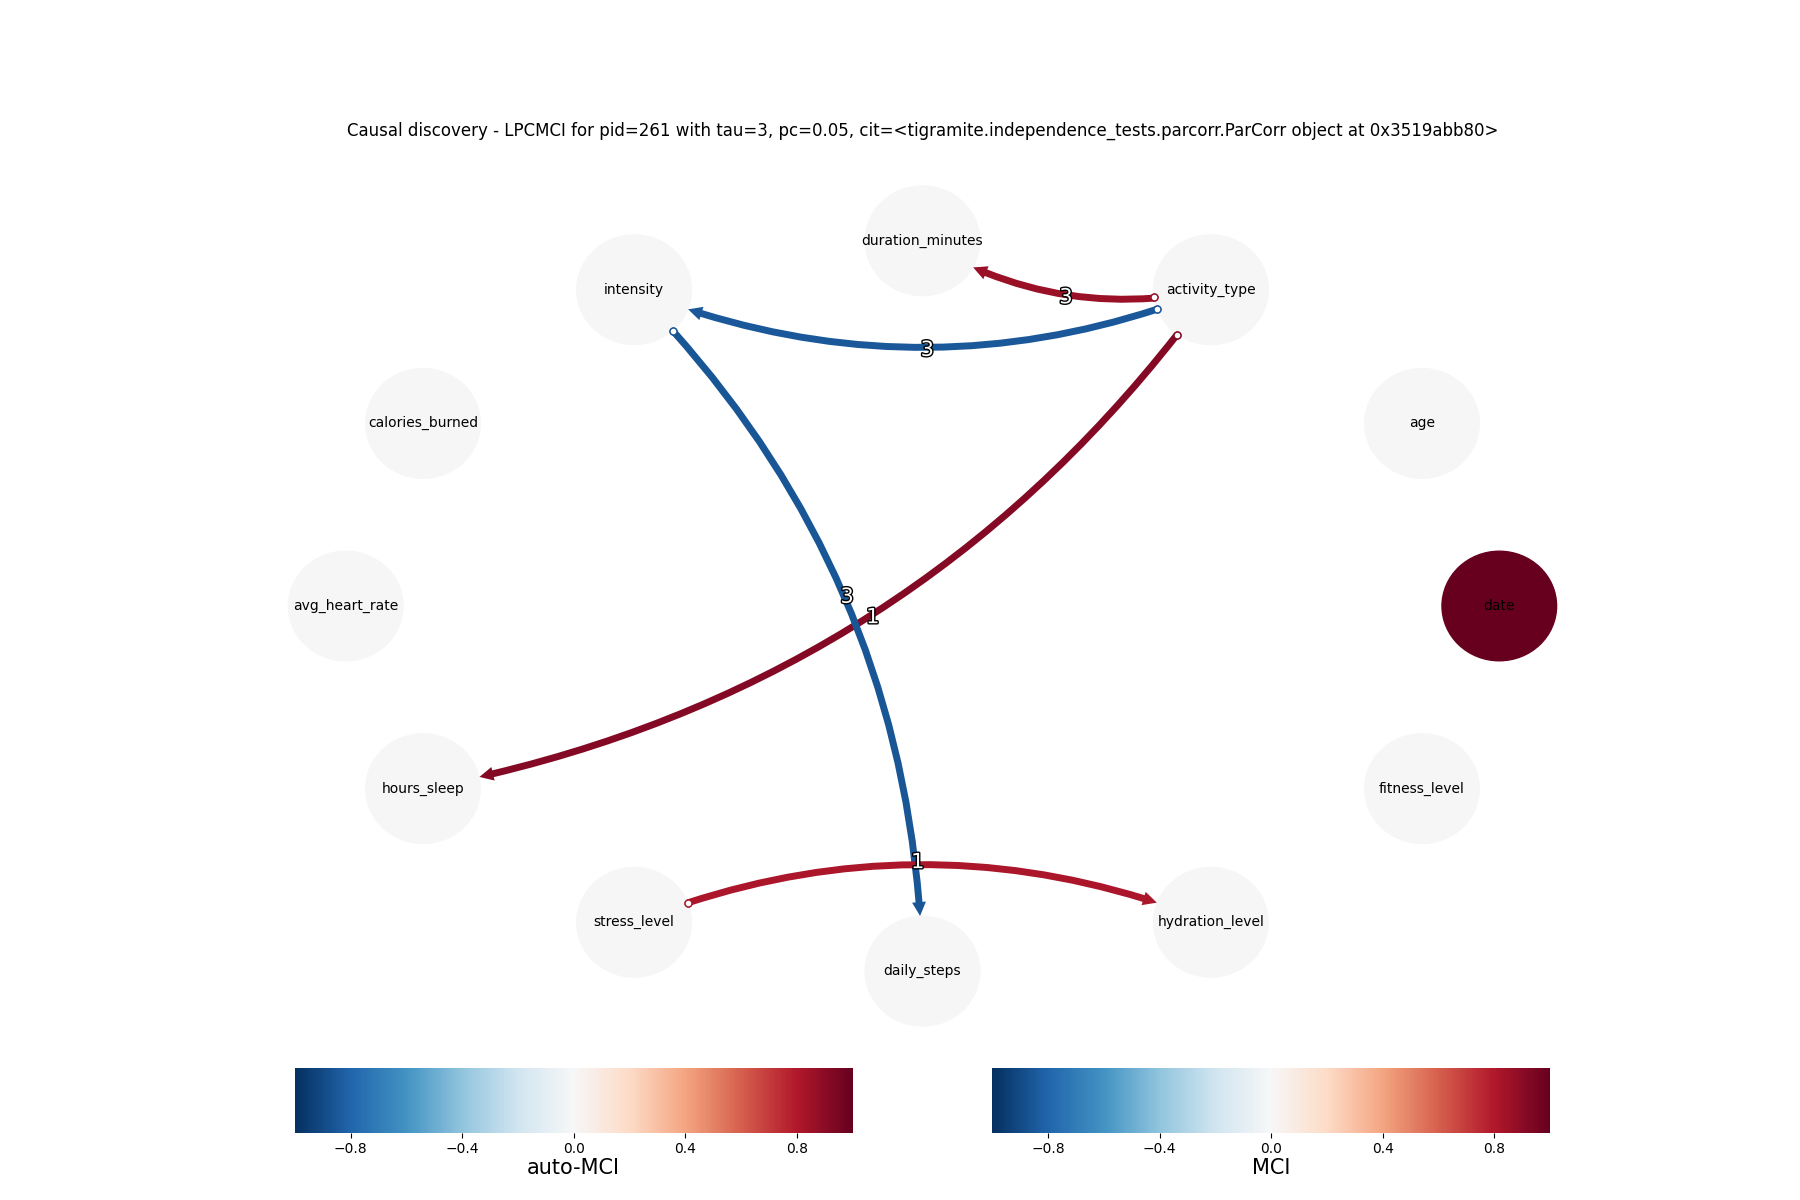 Causal discovery - LPCMCI for pid=261 with tau=3, pc=0.05, cit=<tigramite.independence_tests.parcorr.ParCorr object at 0x3519abb80>
duration_minutes
intensity
activity_type
3
3
calories_burned
age
avg_heart_rate
date
3
1
hours_sleep
fitness_level
1
stress_level
hydration_level
daily_steps
−0.8 −0.4 0.0 0.4 0.8
auto-MCI
−0.8 −0.4 0.0 0.4 0.8
MCI